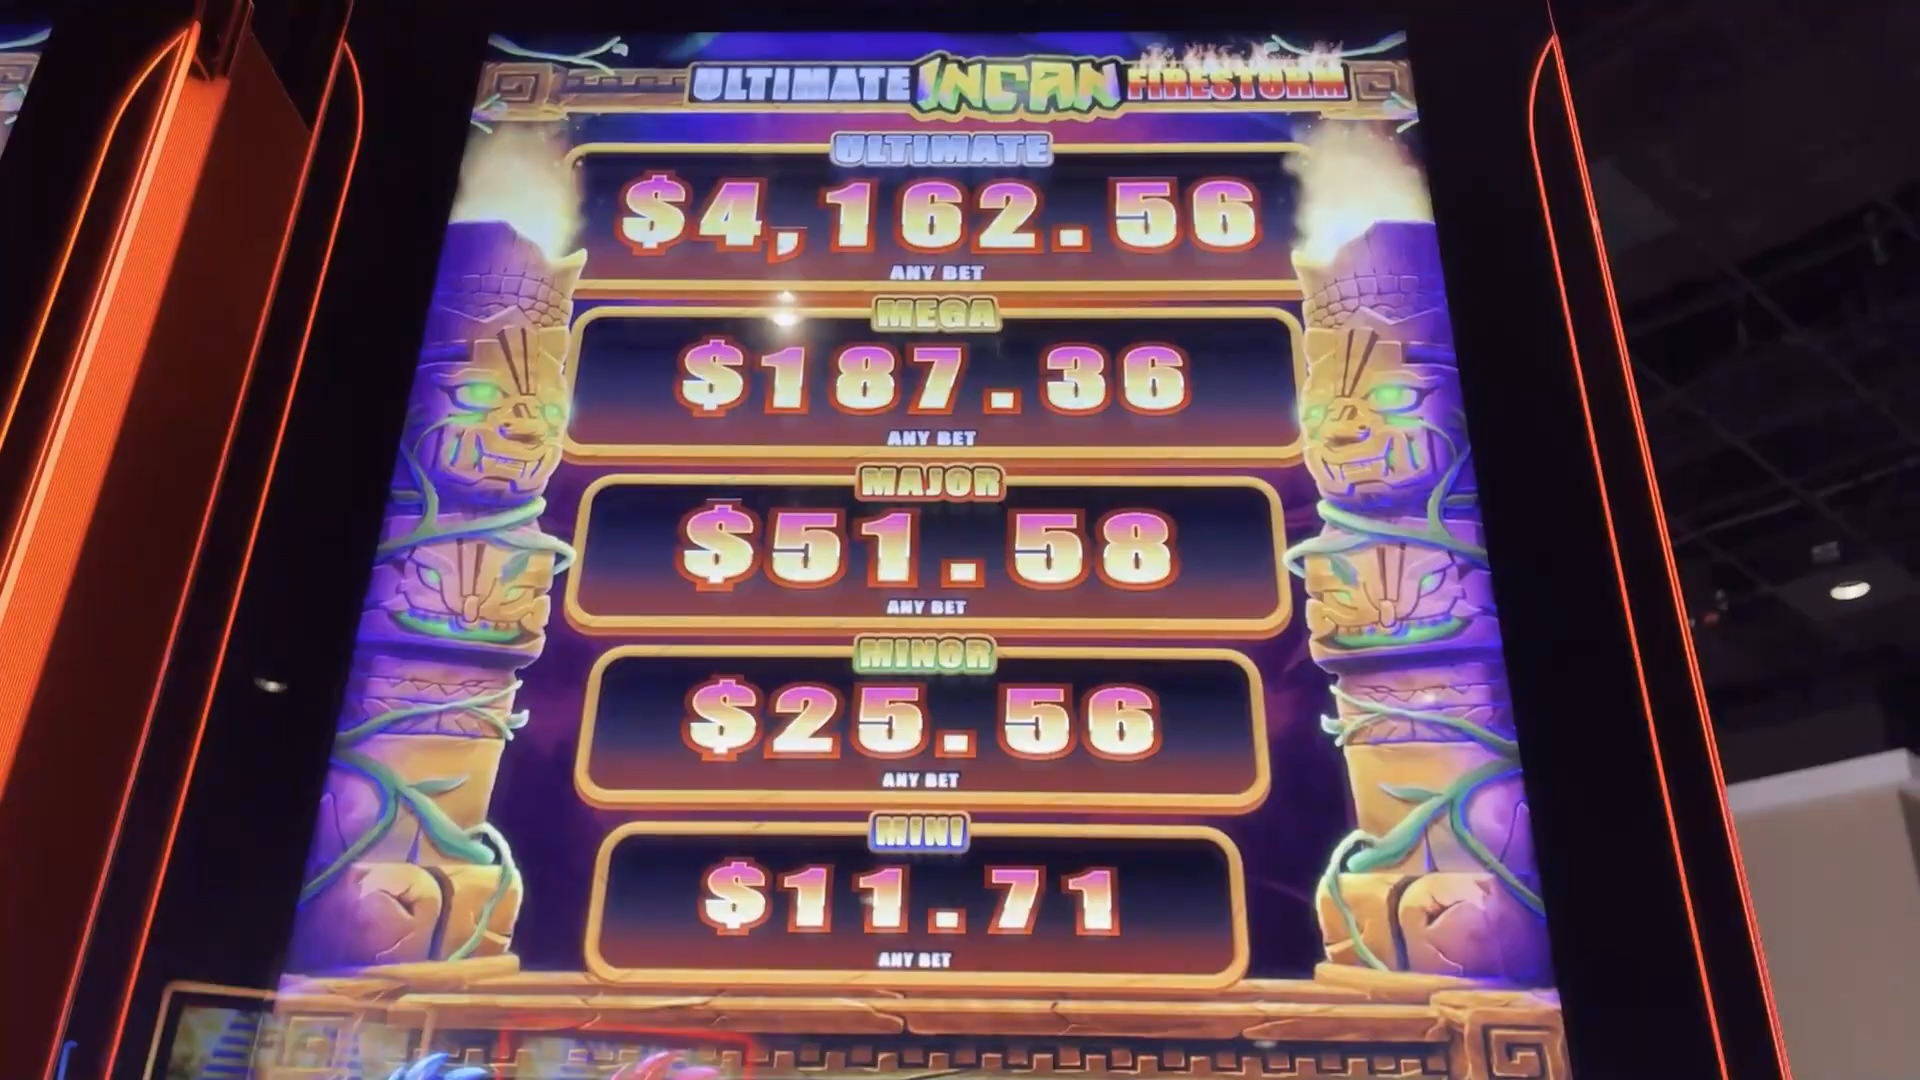 ULTIMATE INCAN FIRESTORM
ULTIMATE
$4,162.56
ANY BET
MEGA
$187.36
ANY BET
MAJOR
$51.58
ANY BET
MINOR
$25.56
ANY BET
MINI
$11.71
ANY BET